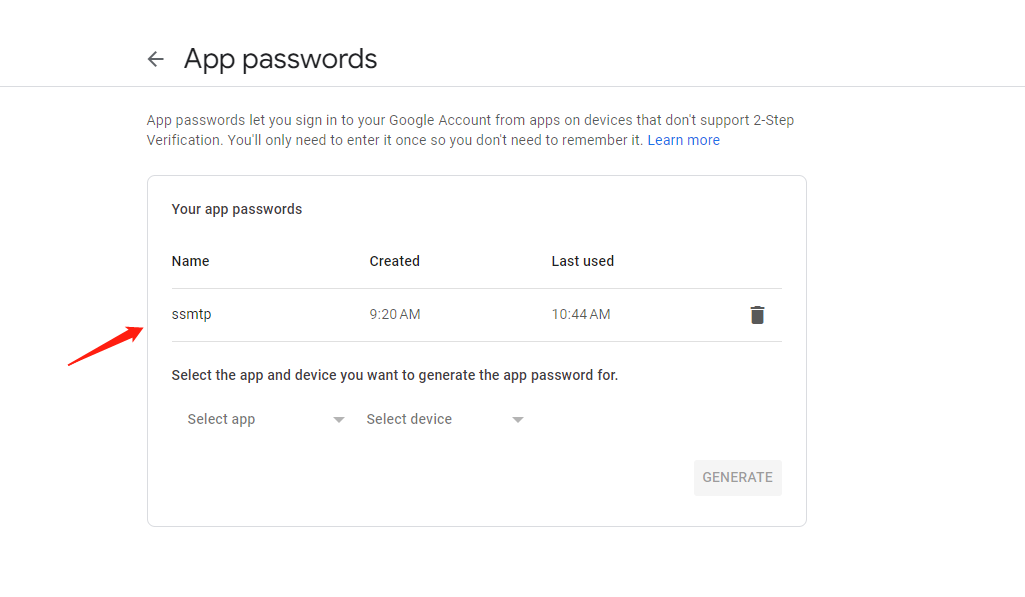 App passwords
App passwords let you sign in to your Google Account from apps on devices that don't support 2-Step
Verification. You'll only need to enter it once so you don't need to remember it. Learn more
Your app passwords
Name Created Last used
ssmtp 9:20 AM 10:44 AM
Select the app and device you want to generate the app password for.
Select app Select device
GENERATE